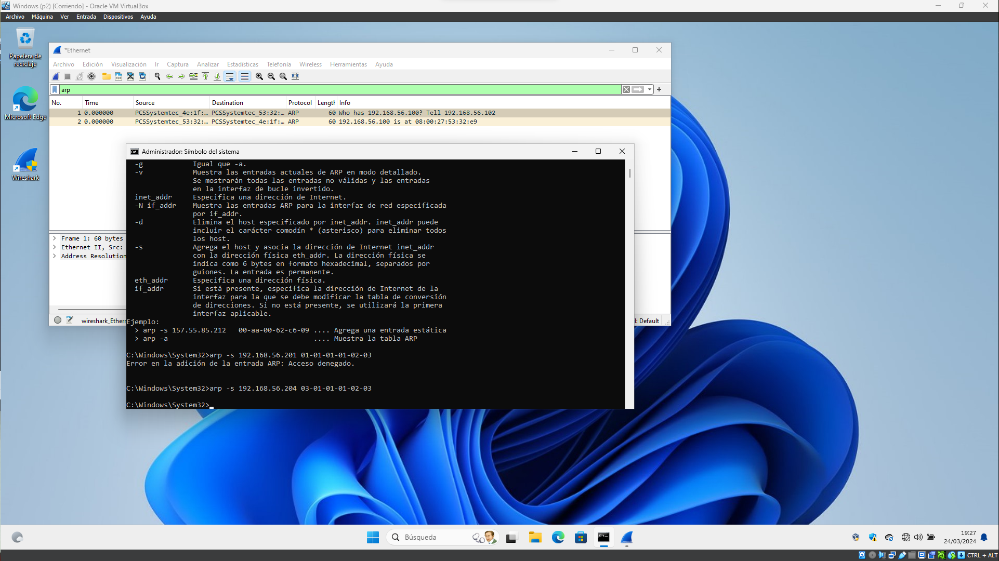 Windows (p2) [Corriendo] - Oracle VM VirtualBox
Archivo Máquina Ver Entrada Dispositivos Ayuda
Papelera de
reciclaje
Microsoft Edge
Wireshark
*Ethernet
Archivo Edición Visualización Ir Captura Analizar Estadísticas Telefonía Wireless Herramientas Ayuda
arp
No. Time Source Destination Protocol Length Info
1 0.000000 PCSSystemtec_4e:1f:… PCSSystemtec_53:32:… ARP 60 Who has 192.168.56.100? Tell 192.168.56.102
2 0.000000 PCSSystemtec_53:32:… PCSSystemtec_4e:1f:… ARP 60 192.168.56.100 is at 08:00:27:53:32:e9
Frame 1: 60 bytes
Ethernet II, Src:
Address Resolution
wireshark_Ethern
l: Default
Administrador: Símbolo del sistema
-g Igual que -a.
-v Muestra las entradas actuales de ARP en modo detallado.
Se mostrarán todas las entradas no válidas y las entradas
en la interfaz de bucle invertido.
inet_addr Especifica una dirección de Internet.
-N if_addr Muestra las entradas ARP para la interfaz de red especificada
por if_addr.
-d Elimina el host especificado por inet_addr. inet_addr puede
incluir el carácter comodín * (asterisco) para eliminar todos
los host.
-s Agrega el host y asocia la dirección de Internet inet_addr
con la dirección física eth_addr. La dirección física se
indica como 6 bytes en formato hexadecimal, separados por
guiones. La entrada es permanente.
eth_addr Especifica una dirección física.
if_addr Si está presente, especifica la dirección de Internet de la
interfaz para la que se debe modificar la tabla de conversión
de direcciones. Si no está presente, se utilizará la primera
interfaz aplicable.
Ejemplo:
> arp -s 157.55.85.212 00-aa-00-62-c6-09 .... Agrega una entrada estática
> arp -a .... Muestra la tabla ARP
C:\Windows\System32>arp -s 192.168.56.201 01-01-01-01-02-03
Error en la adición de la entrada ARP: Acceso denegado.
C:\Windows\System32>arp -s 192.168.56.204 03-01-01-01-02-03
C:\Windows\System32>
Búsqueda
19:27
24/03/2024
CTRL + ALT